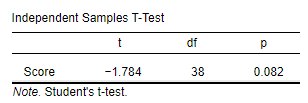 Independent Samples T-Test
t df p
Score −1.784 38 0.082
Note. Student's t-test.